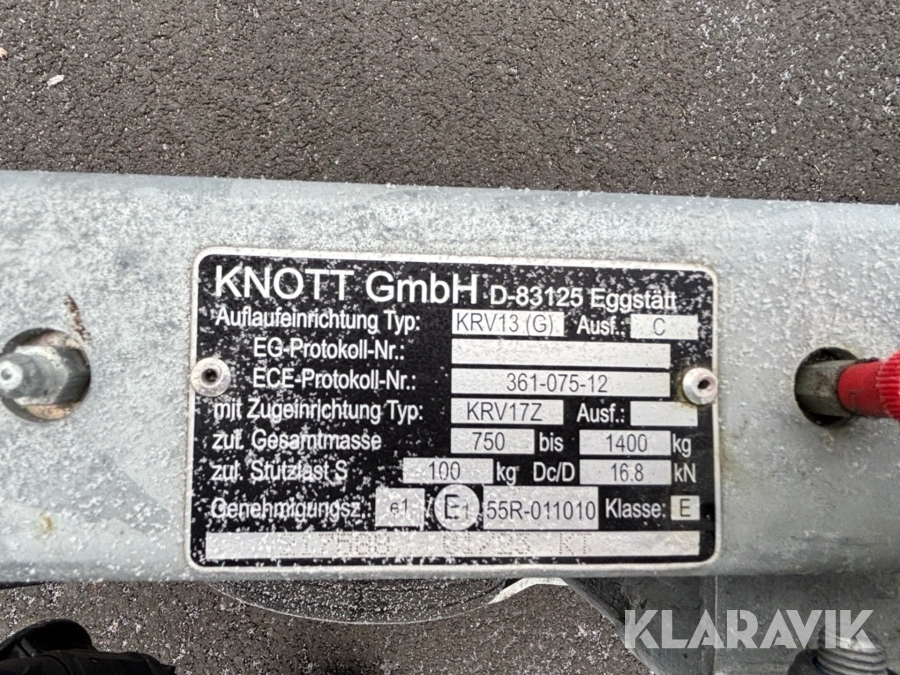 KNOTT GmbH D-83125 Eggstätt
Auflaufeinrichtung Typ: KRV13 (G) Ausf.: C
EG-Protokoll-Nr.:
ECE-Protokoll-Nr.: 361-075-12
mit Zugeinrichtung Typ: KRV17Z Ausf.:
zul. Gesamtmasse 750 bis 1400 kg
zul. Stützlast S 100 kg Dc/D 16.8 kN
Genehmigungsz.: e1 E1 55R-011010 Klasse: E
KLARAVIK